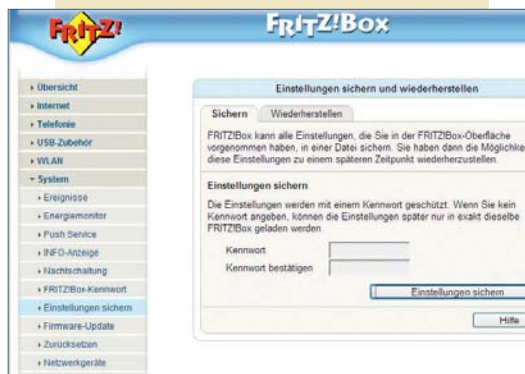 FRITZ!
FRITZ!BOX
Übersicht
Internet
Telefonie
USB-Zubehör
WLAN
System
Ereignisse
Energiemonitor
Push Service
INFO-Anzeige
Nachtschaltung
FRITZ!Box-Kennwort
Einstellungen sichern
Firmware-Update
Zurücksetzen
Netzwerkgeräte
Einstellungen sichern und wiederherstellen
Sichern Wiederherstellen
FRITZ!Box kann alle Einstellungen, die Sie in der FRITZ!Box-Oberfläche
vorgenommen haben, in einer Datei sichern. Sie haben dann die Möglichke
diese Einstellungen zu einem späteren Zeitpunkt wiederherzustellen.
Einstellungen sichern
Die Einstellungen werden mit einem Kennwort geschützt. Wenn Sie kein
Kennwort angeben, können die Einstellungen später nur in exakt dieselbe
FRITZ!Box geladen werden.
Kennwort
Kennwort bestätigen
Einstellungen sichern
Hilfe